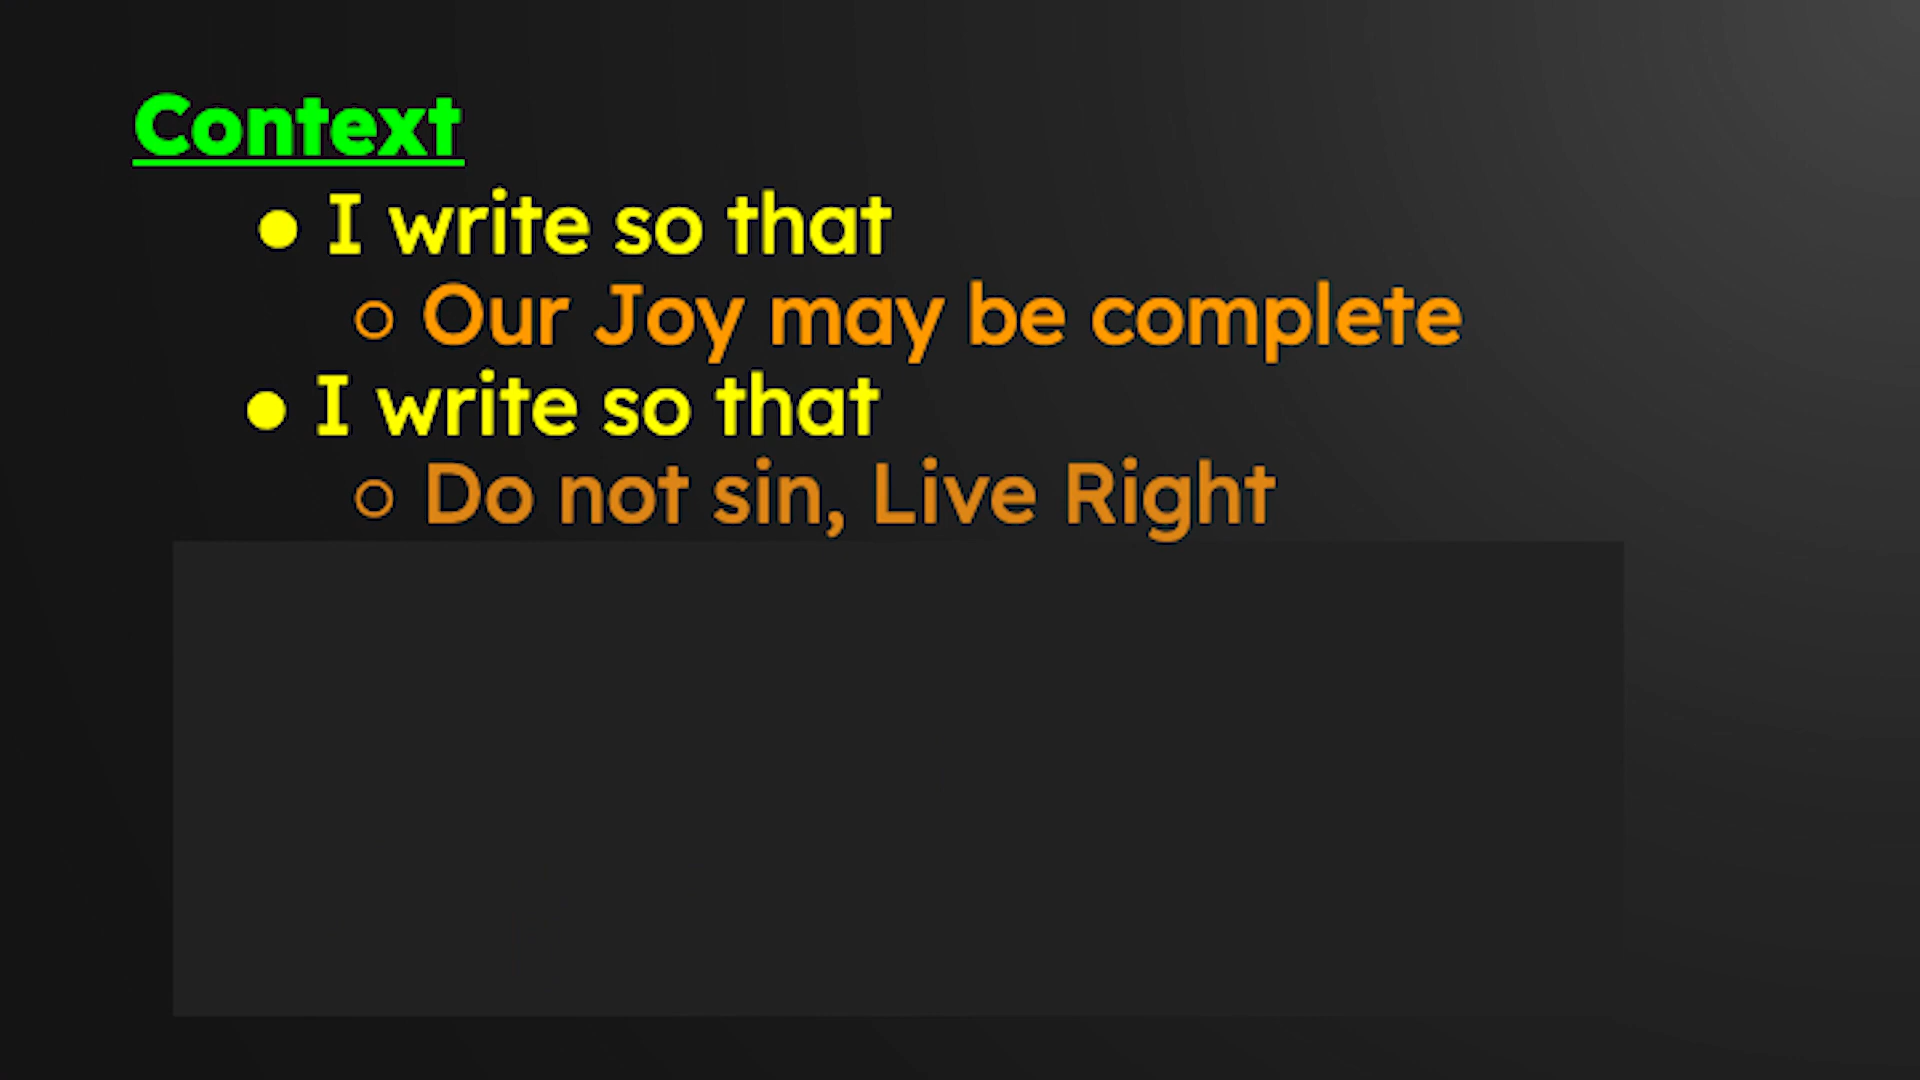 Context
● I write so that
○ Our Joy may be complete
● I write so that
○ Do not sin, Live Right